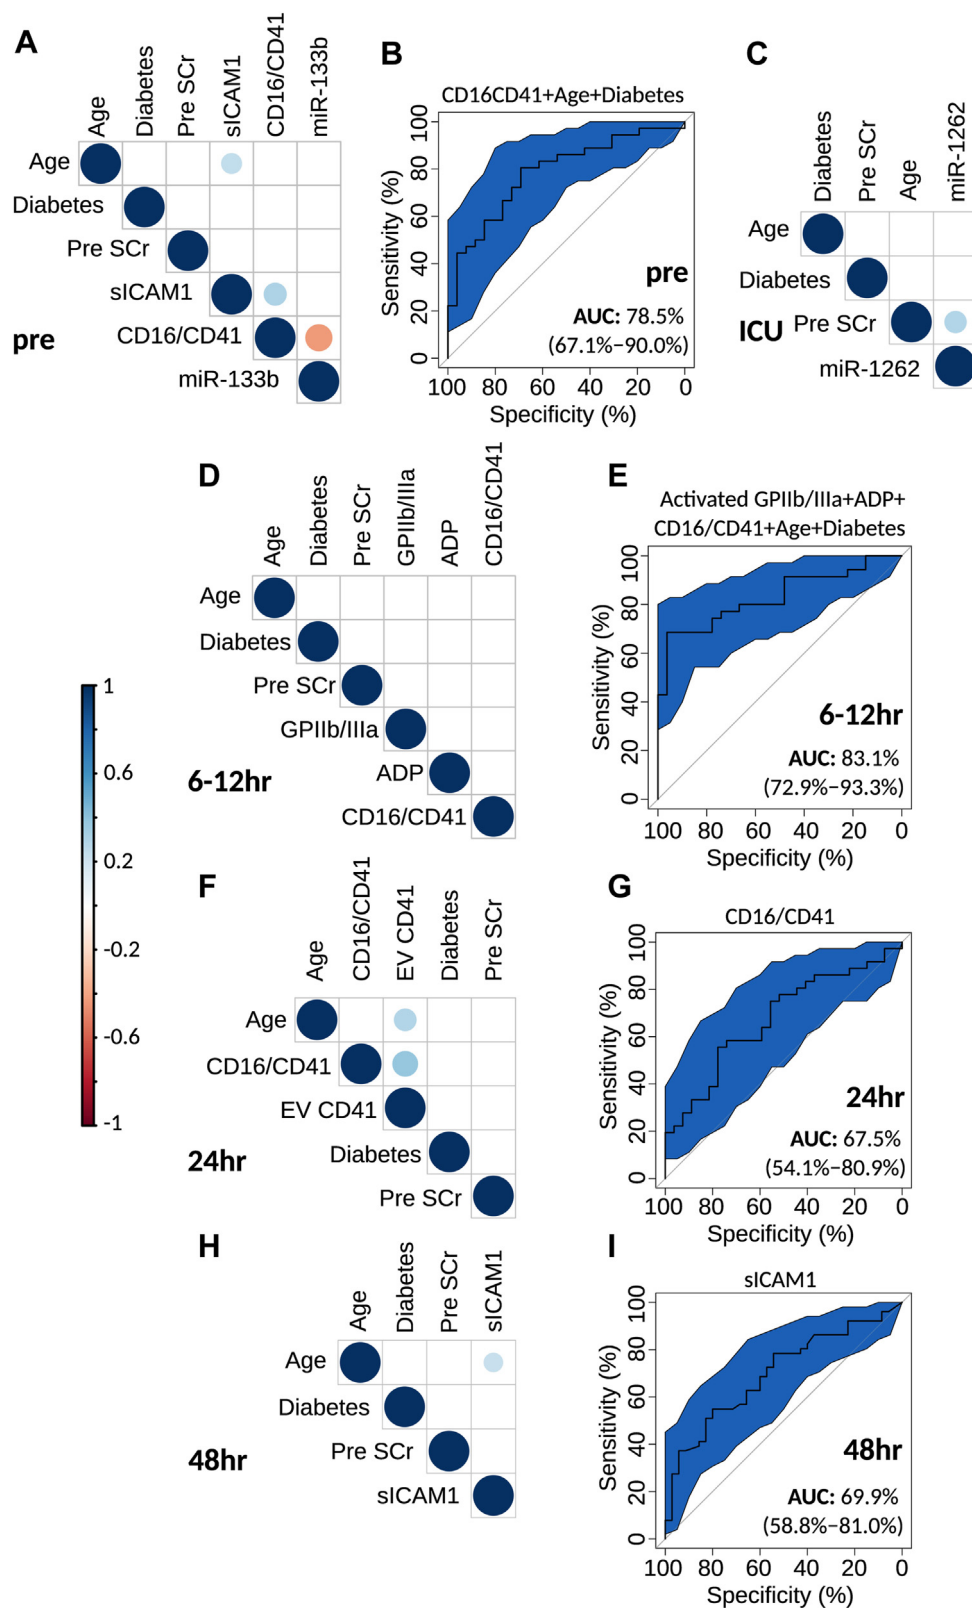 A
Age
Diabetes
Pre SCr
sICAM1
CD16/CD41
miR-133b
Age
Diabetes
Pre SCr
sICAM1
CD16/CD41
miR-133b
pre
B
CD16CD41+Age+Diabetes
Sensitivity (%)
100
80
60
40
20
0
pre
AUC: 78.5%
(67.1%–90.0%)
100 80 60 40 20 0
Specificity (%)
C
Diabetes
Pre SCr
Age
miR-1262
Age
Diabetes
Pre SCr
miR-1262
ICU
D
Age
Diabetes
Pre SCr
GPIIb/IIIa
ADP
CD16/CD41
Age
Diabetes
Pre SCr
GPIIb/IIIa
ADP
CD16/CD41
6-12hr
1
0.6
0.2
-0.2
-0.6
-1
E
Activated GPIIb/IIIa+ADP+
CD16/CD41+Age+Diabetes
Sensitivity (%)
100
80
60
40
20
0
6-12hr
AUC: 83.1%
(72.9%–93.3%)
100 80 60 40 20 0
Specificity (%)
F
Age
CD16/CD41
EV CD41
Diabetes
Pre SCr
Age
CD16/CD41
EV CD41
Diabetes
Pre SCr
24hr
G
CD16/CD41
Sensitivity (%)
100
80
60
40
20
0
24hr
AUC: 67.5%
(54.1%–80.9%)
100 80 60 40 20 0
Specificity (%)
H
Age
Diabetes
Pre SCr
sICAM1
Age
Diabetes
Pre SCr
sICAM1
48hr
I
sICAM1
Sensitivity (%)
100
80
60
40
20
0
48hr
AUC: 69.9%
(58.8%–81.0%)
100 80 60 40 20 0
Specificity (%)